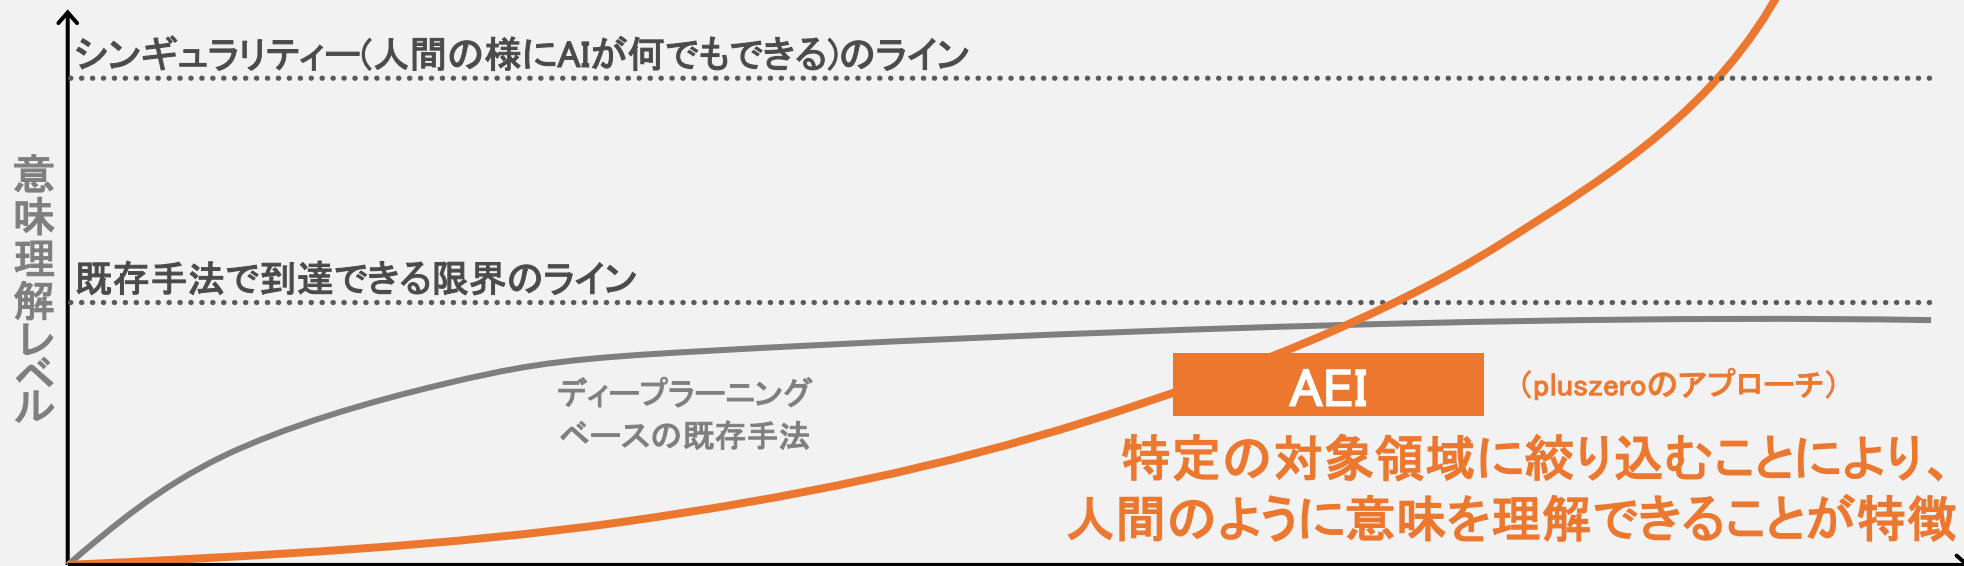 シンギュラリティー(人間の様にAIが何でもできる)のライン
意味理解レベル
既存手法で到達できる限界のライン
ディープラーニング
ベースの既存手法
AEI
(pluszeroのアプローチ)
特定の対象領域に絞り込むことにより、
人間のように意味を理解できることが特徴